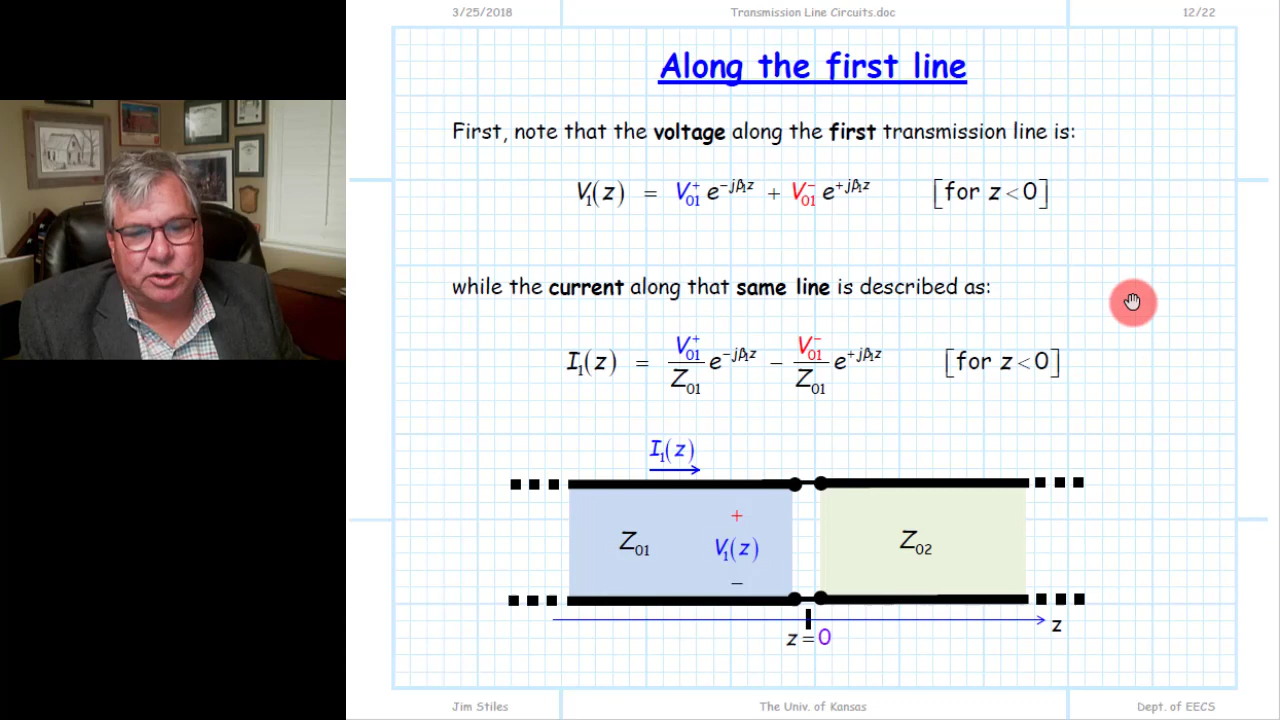 3/25/2018 Transmission Line Circuits.doc 12/22
Along the first line
First, note that the voltage along the first transmission line is:
V₁(z) = V₀₁⁺ e^{−jβ₁z} + V₀₁⁻ e^{+jβ₁z} [for z < 0]
while the current along that same line is described as:
I₁(z) = V₀₁⁺/Z₀₁ e^{−jβ₁z} − V₀₁⁻/Z₀₁ e^{+jβ₁z} [for z < 0]
I₁(z)
+
Z₀₁ V₁(z) Z₀₂
−
z
z = 0
Jim Stiles The Univ. of Kansas Dept. of EECS